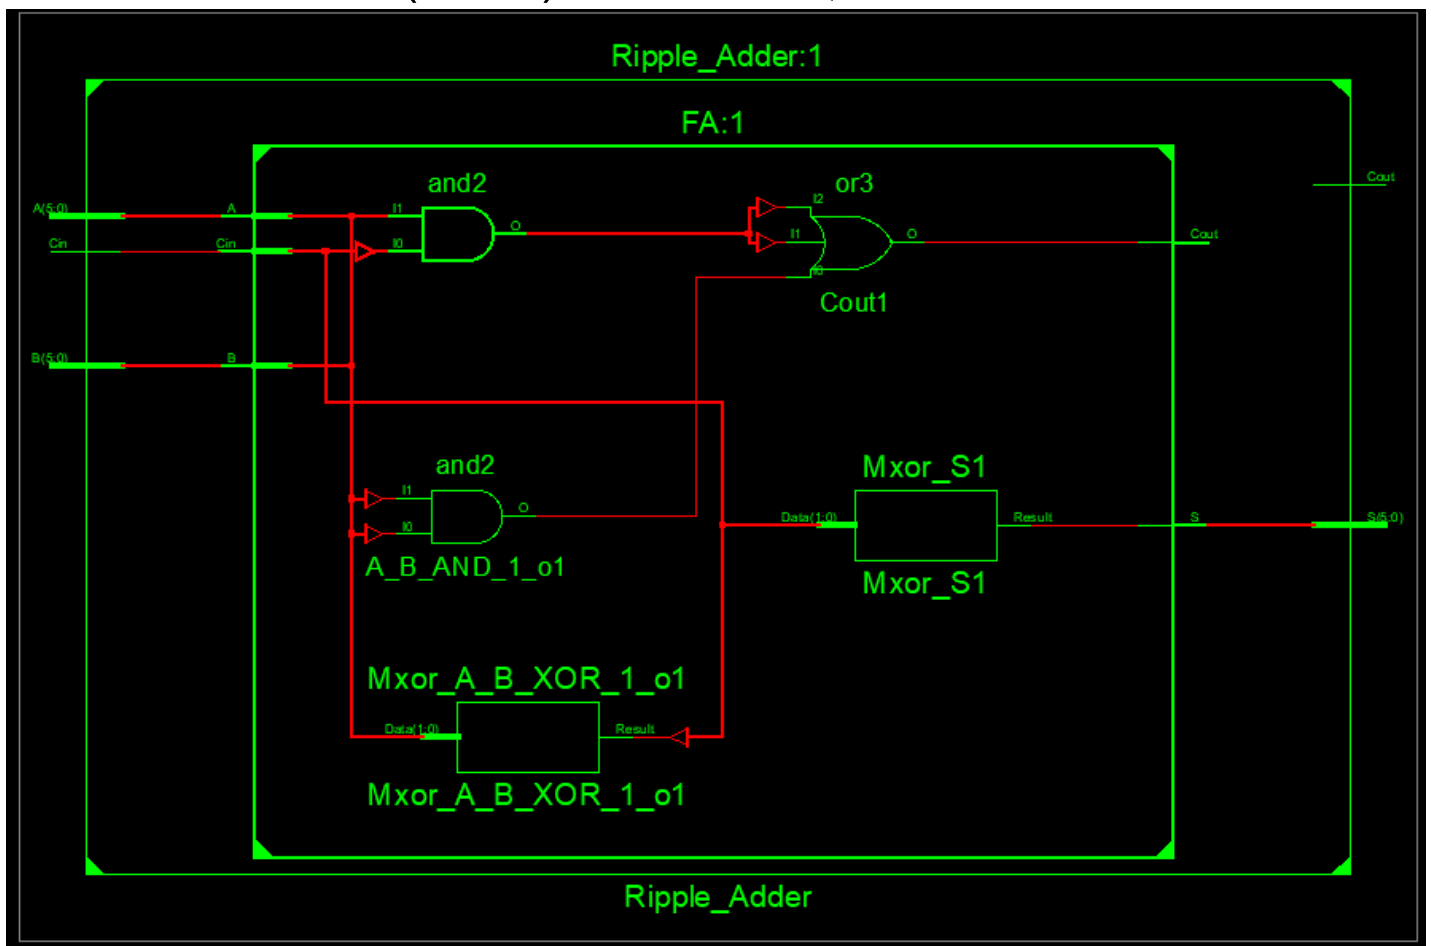 Ripple_Adder:1
FA:1
and2
or3
A(5:0)
A
I1
O
I2
I1
O
Cout
Cout
Cin
Cin
I0
I0
Cout1
B(5:0)
B
and2
I1
I0
O
A_B_AND_1_o1
Mxor_S1
Data(1:0)
Result
S
S(5:0)
Mxor_S1
Mxor_A_B_XOR_1_o1
Data(1:0)
Result
Mxor_A_B_XOR_1_o1
Ripple_Adder